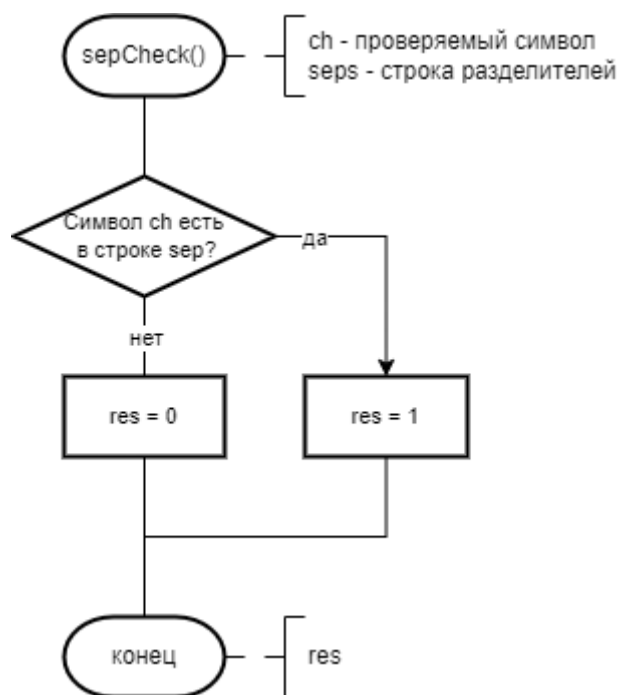 sepCheck()
ch - проверяемый символ
seps - строка разделителей
Символ ch есть
в строке sep?
да
нет
res = 0
res = 1
конец
res